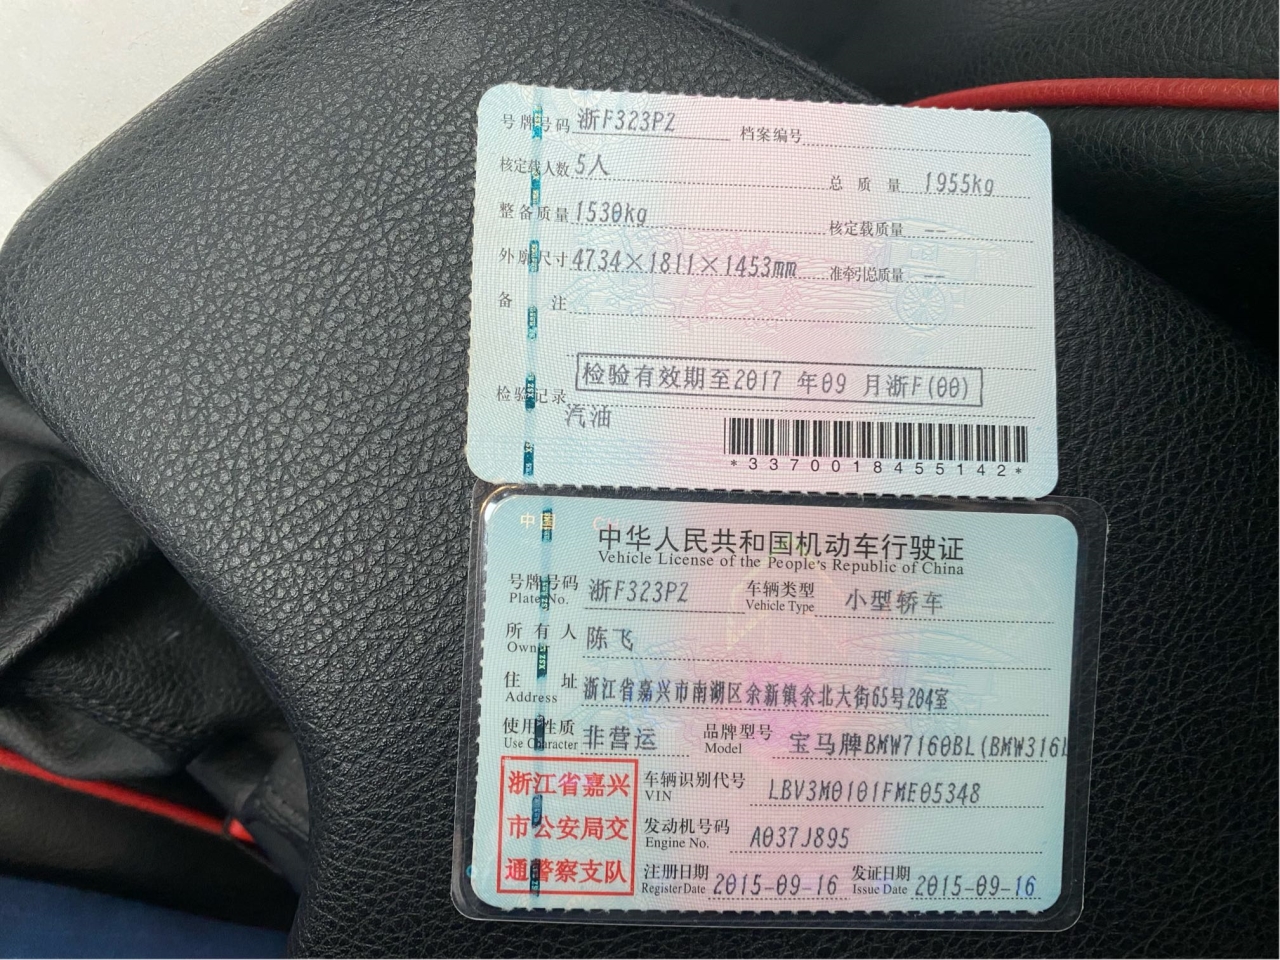 号牌号码 浙F323PZ 档案编号
核定载人数 5人 总质量 1955kg
整备质量 1530kg 核定载质量 --
外廓尺寸 4734×1811×1453mm 准牵引总质量 --
备注
检验记录 检验有效期至2017 年09 月浙F(00)
汽油
*3370018455142*
中华人民共和国机动车行驶证
Vehicle License of the People's Republic of China
号牌号码 浙F323PZ 车辆类型 小型轿车
Plate No. Vehicle Type
所有人 陈飞
Owner
住址 浙江省嘉兴市南湖区余新镇余北大街65号204室
Address
使用性质 非营运 品牌型号 宝马牌BMW7160BL(BMW316L
Use Character Model
浙江省嘉兴
市公安局交
通警察支队
车辆识别代号 LBV3M0101FME05348
VIN
发动机号码 A037J895
Engine No.
注册日期 2015-09-16 发证日期 2015-09-16
Register Date Issue Date